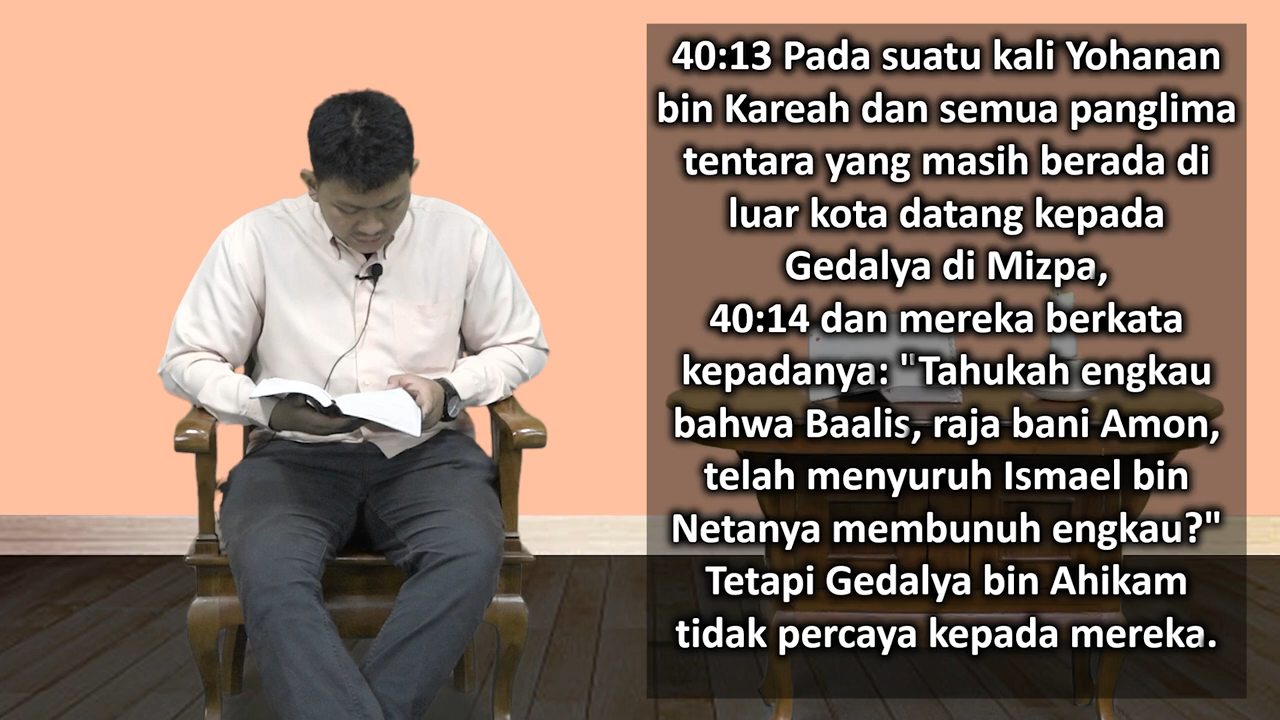 40:13 Pada suatu kali Yohanan
bin Kareah dan semua panglima
tentara yang masih berada di
luar kota datang kepada
Gedalya di Mizpa,
40:14 dan mereka berkata
kepadanya: "Tahukah engkau
bahwa Baalis, raja bani Amon,
telah menyuruh Ismael bin
Netanya membunuh engkau?"
Tetapi Gedalya bin Ahikam
tidak percaya kepada mereka.